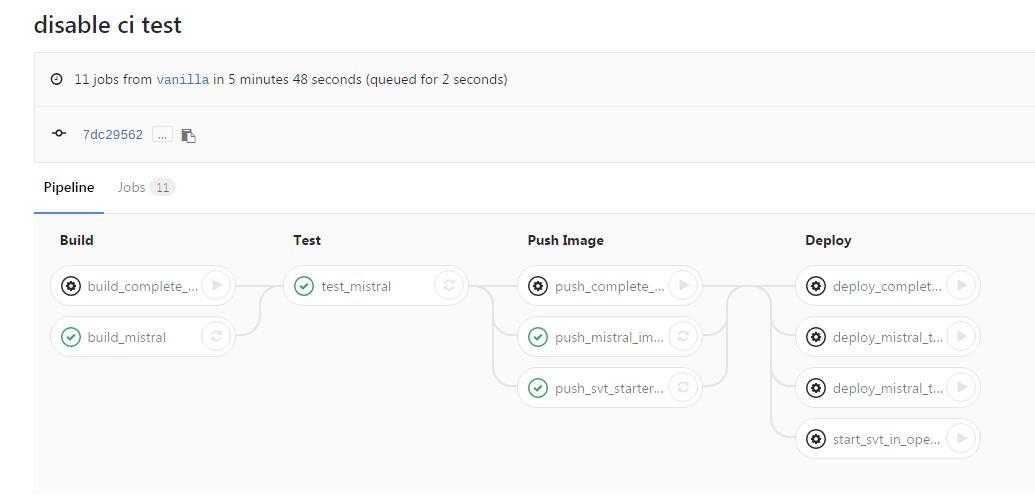 disable ci test
11 jobs from vanilla in 5 minutes 48 seconds (queued for 2 seconds)
7dc29562 ...
Pipeline Jobs 11
Build Test Push Image Deploy
build_complete_... test_mistral push_complete_... deploy_complet...
build_mistral push_mistral_im... deploy_mistral_t...
push_svt_starter... deploy_mistral_t...
start_svt_in_ope...